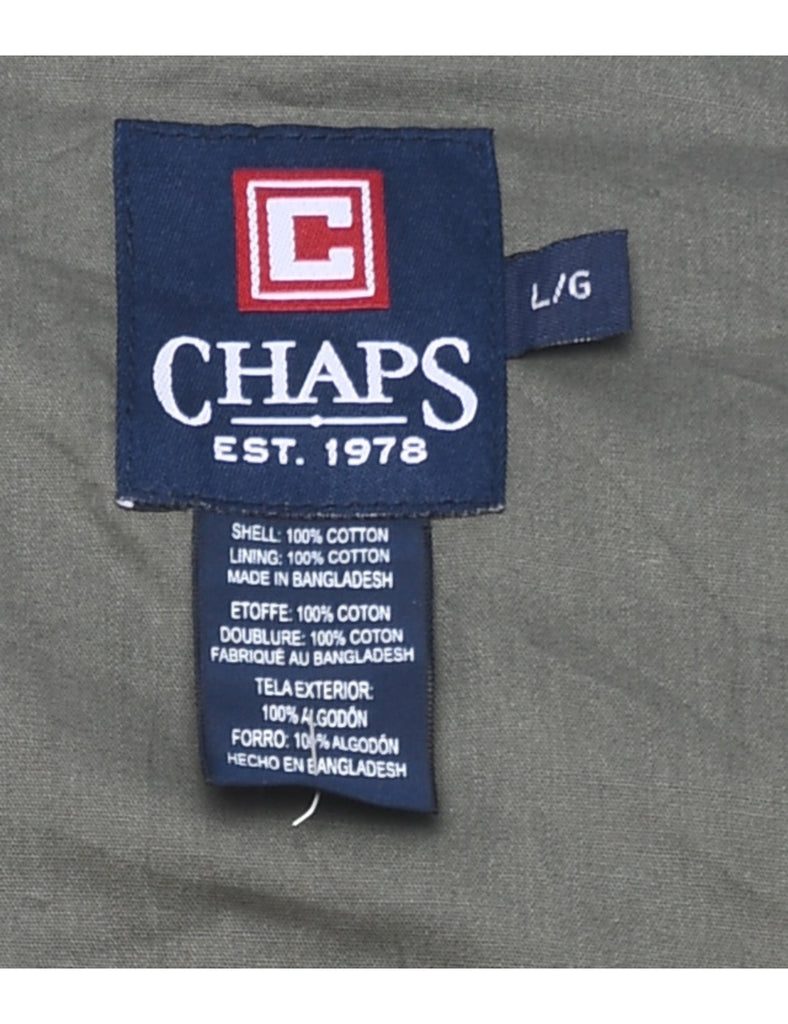 C
CHAPS
EST. 1978
L/G
SHELL: 100% COTTON
LINING: 100% COTTON
MADE IN BANGLADESH
ETOFFE: 100% COTON
DOUBLURE: 100% COTON
FABRIQUÉ AU BANGLADESH
TELA EXTERIOR:
100% ALGODÓN
FORRO: 100% ALGODÓN
HECHO EN BANGLADESH